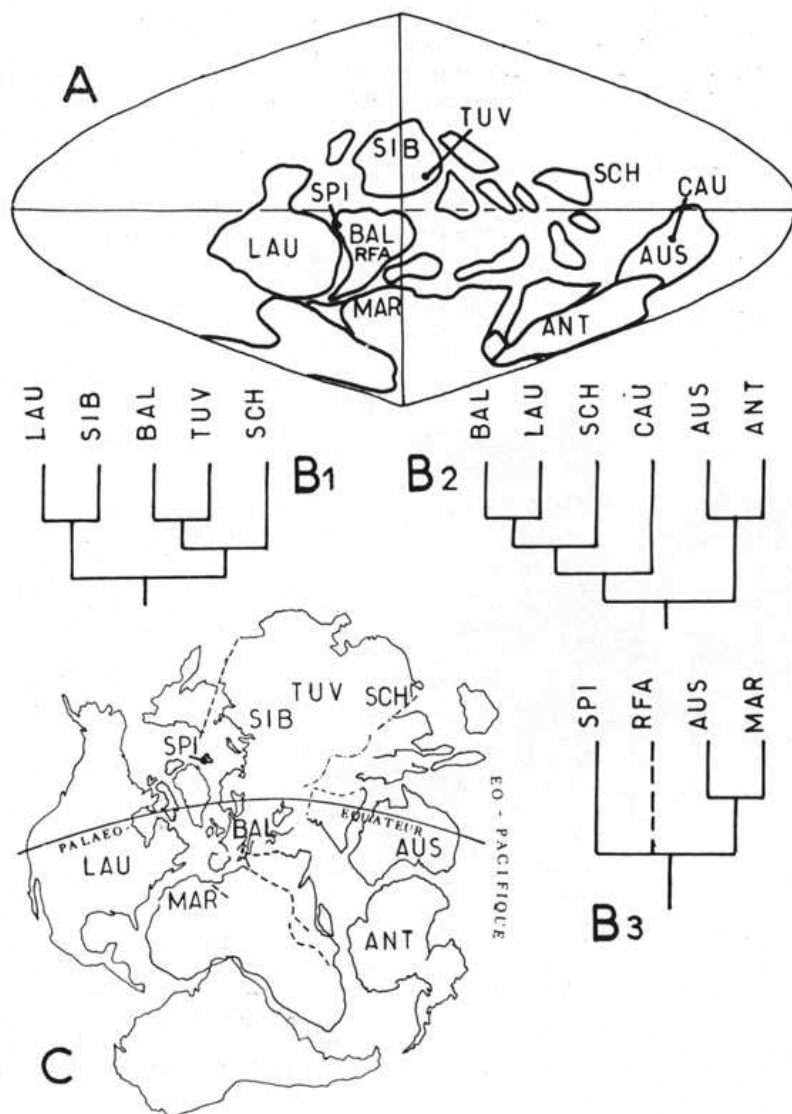 A
TUV
SIB
SCH
SPI
CAU
LAU
BAL
RFA
AUS
MAR
ANT
LAU SIB BAL TUV SCH
B1
BAL LAU SCH CAU AUS ANT
B2
SPI RFA AUS MAR
B3
TUV
SCH
SIB
SPI
PALAEO-
EQUATEUR
BAL
AUS
LAU
MAR
ANT
EO-PACIFIQUE
C